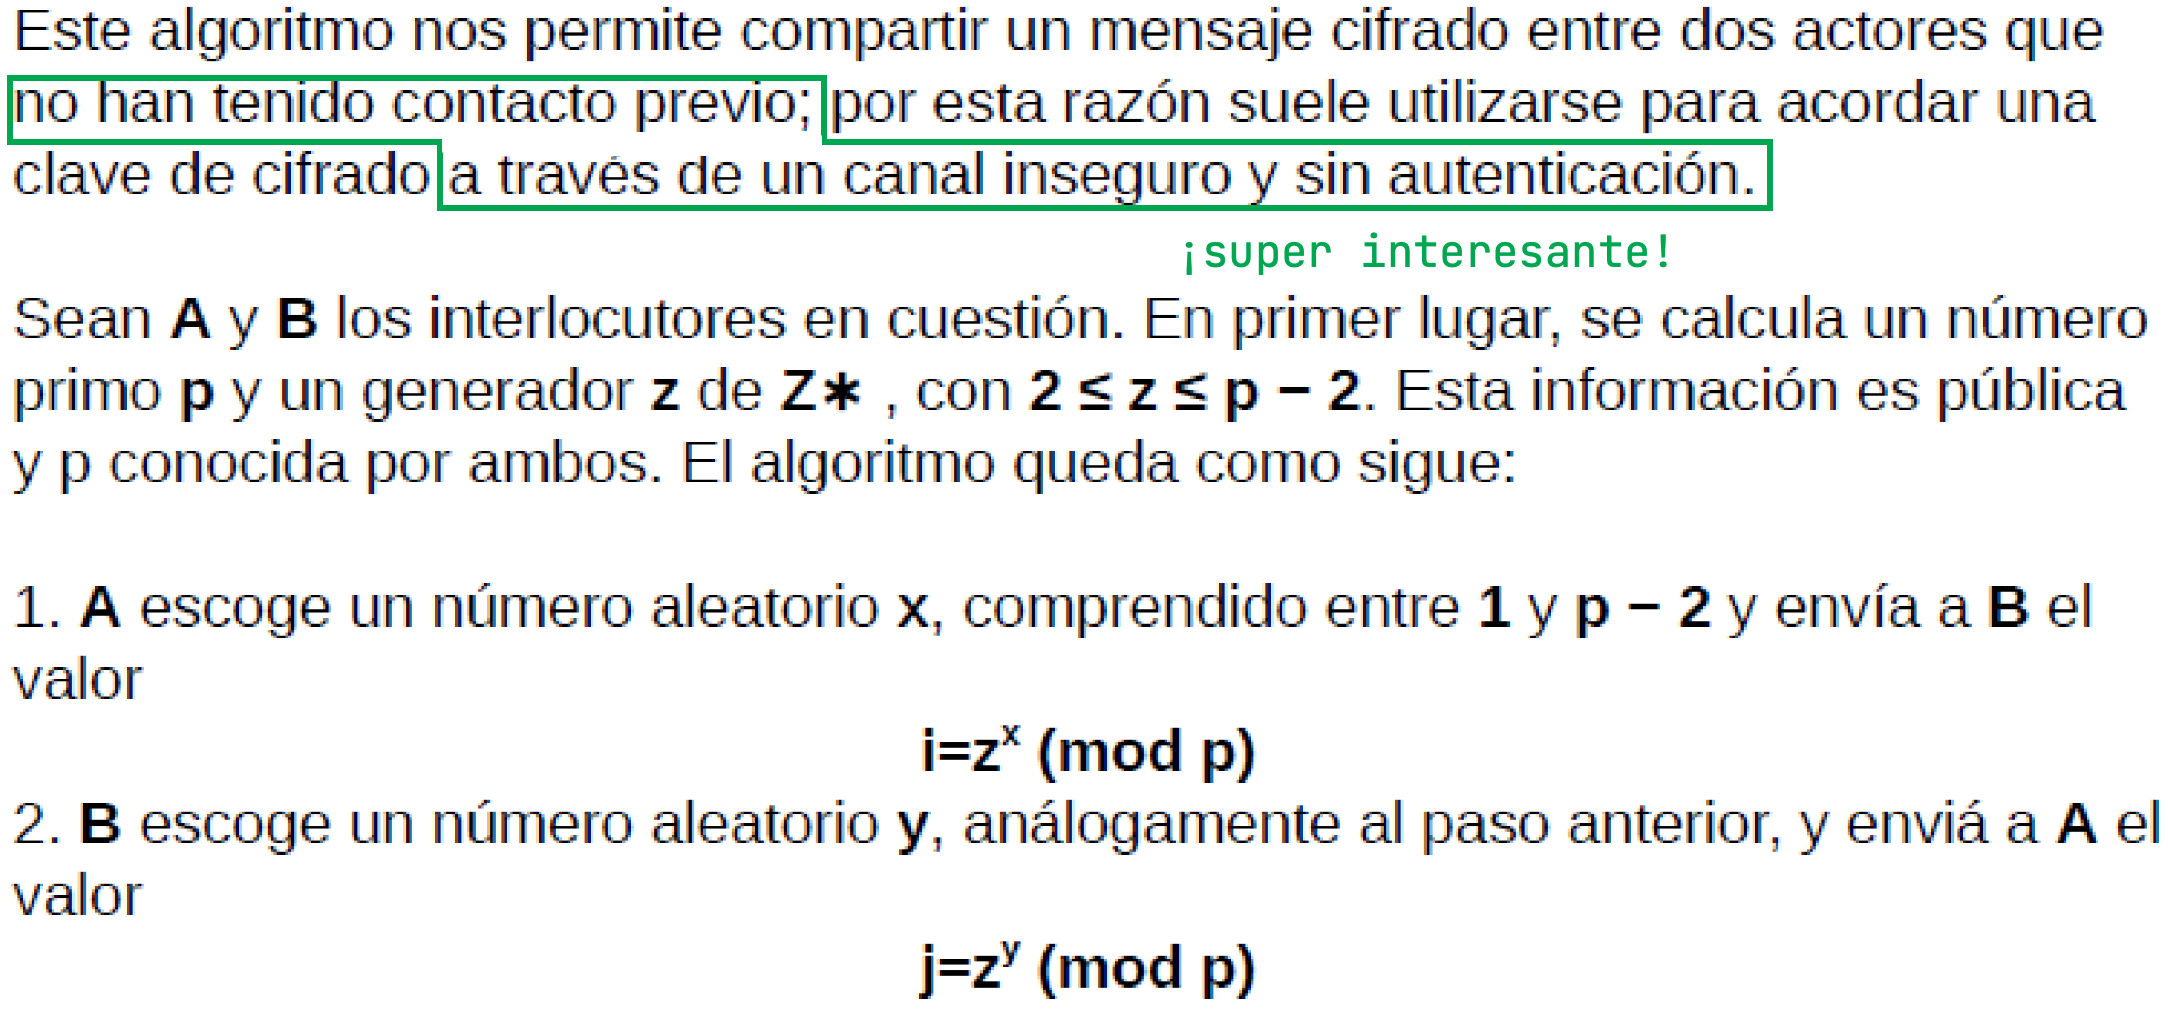 Este algoritmo nos permite compartir un mensaje cifrado entre dos actores que
no han tenido contacto previo; por esta razón suele utilizarse para acordar una
clave de cifrado a través de un canal inseguro y sin autenticación.
¡super interesante!
Sean A y B los interlocutores en cuestión. En primer lugar, se calcula un número
primo p y un generador z de Z∗ , con 2 ≤ z ≤ p − 2. Esta información es pública
y p conocida por ambos. El algoritmo queda como sigue:
1. A escoge un número aleatorio x, comprendido entre 1 y p − 2 y envía a B el
valor
i=zˣ (mod p)
2. B escoge un número aleatorio y, análogamente al paso anterior, y enviá a A el
valor
j=zʸ (mod p)